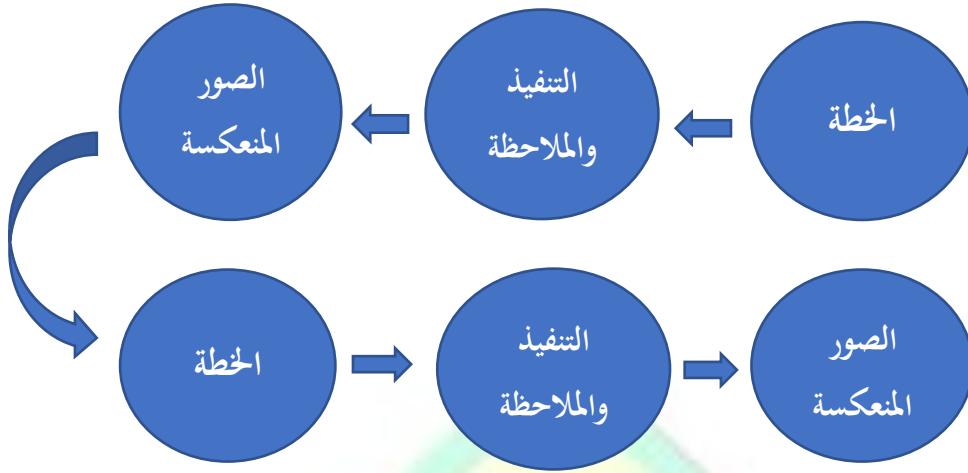 الخطة
التنفيذ
والملاحظة
الصور
المنعكسة
الخطة
التنفيذ
والملاحظة
الصور
المنعكسة